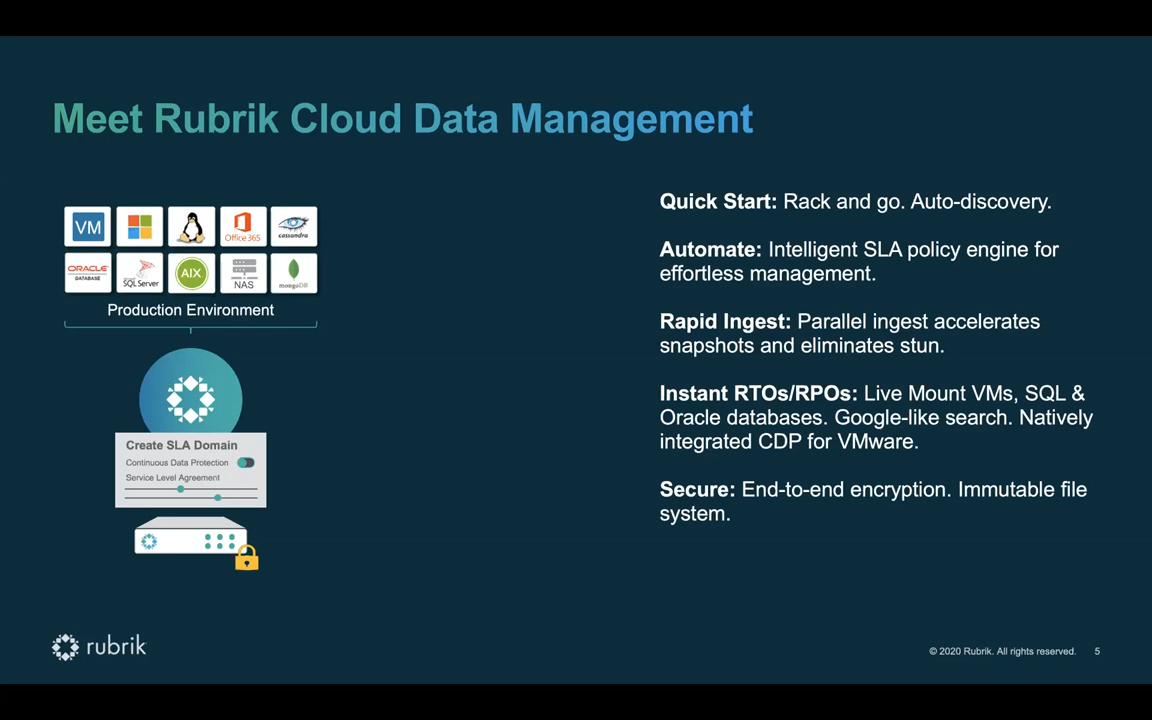 Meet Rubrik Cloud Data Management
VM
Office 365
cassandra
ORACLE
DATABASE
SQL Server
AIX
NAS
mongoDB
Production Environment
Create SLA Domain
Continuous Data Protection
Service Level Agreement
Quick Start: Rack and go. Auto-discovery.
Automate: Intelligent SLA policy engine for
effortless management.
Rapid Ingest: Parallel ingest accelerates
snapshots and eliminates stun.
Instant RTOs/RPOs: Live Mount VMs, SQL &
Oracle databases. Google-like search. Natively
integrated CDP for VMware.
Secure: End-to-end encryption. Immutable file
system.
rubrik
© 2020 Rubrik. All rights reserved. 5